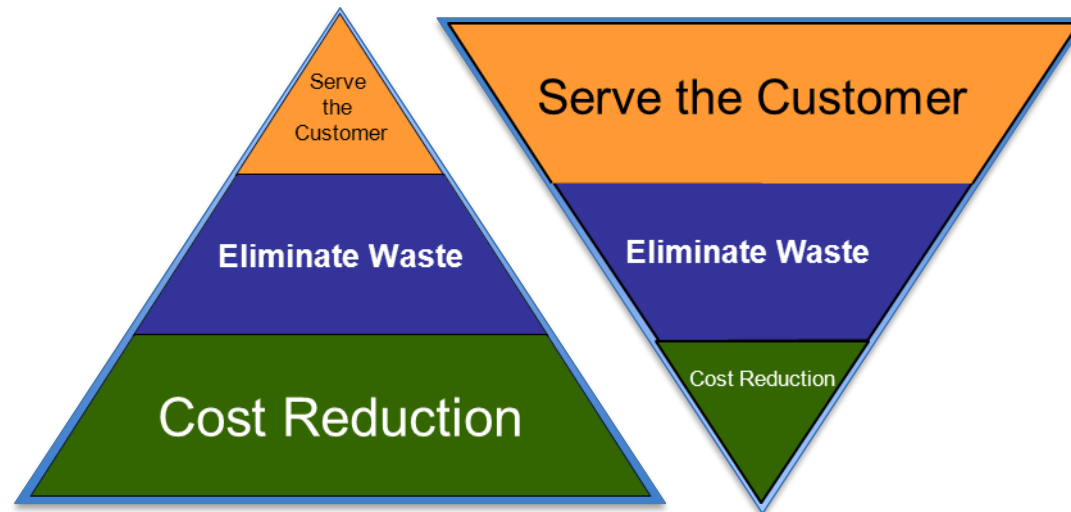 Serve
the
Customer
Eliminate Waste
Cost Reduction
Serve the Customer
Eliminate Waste
Cost Reduction